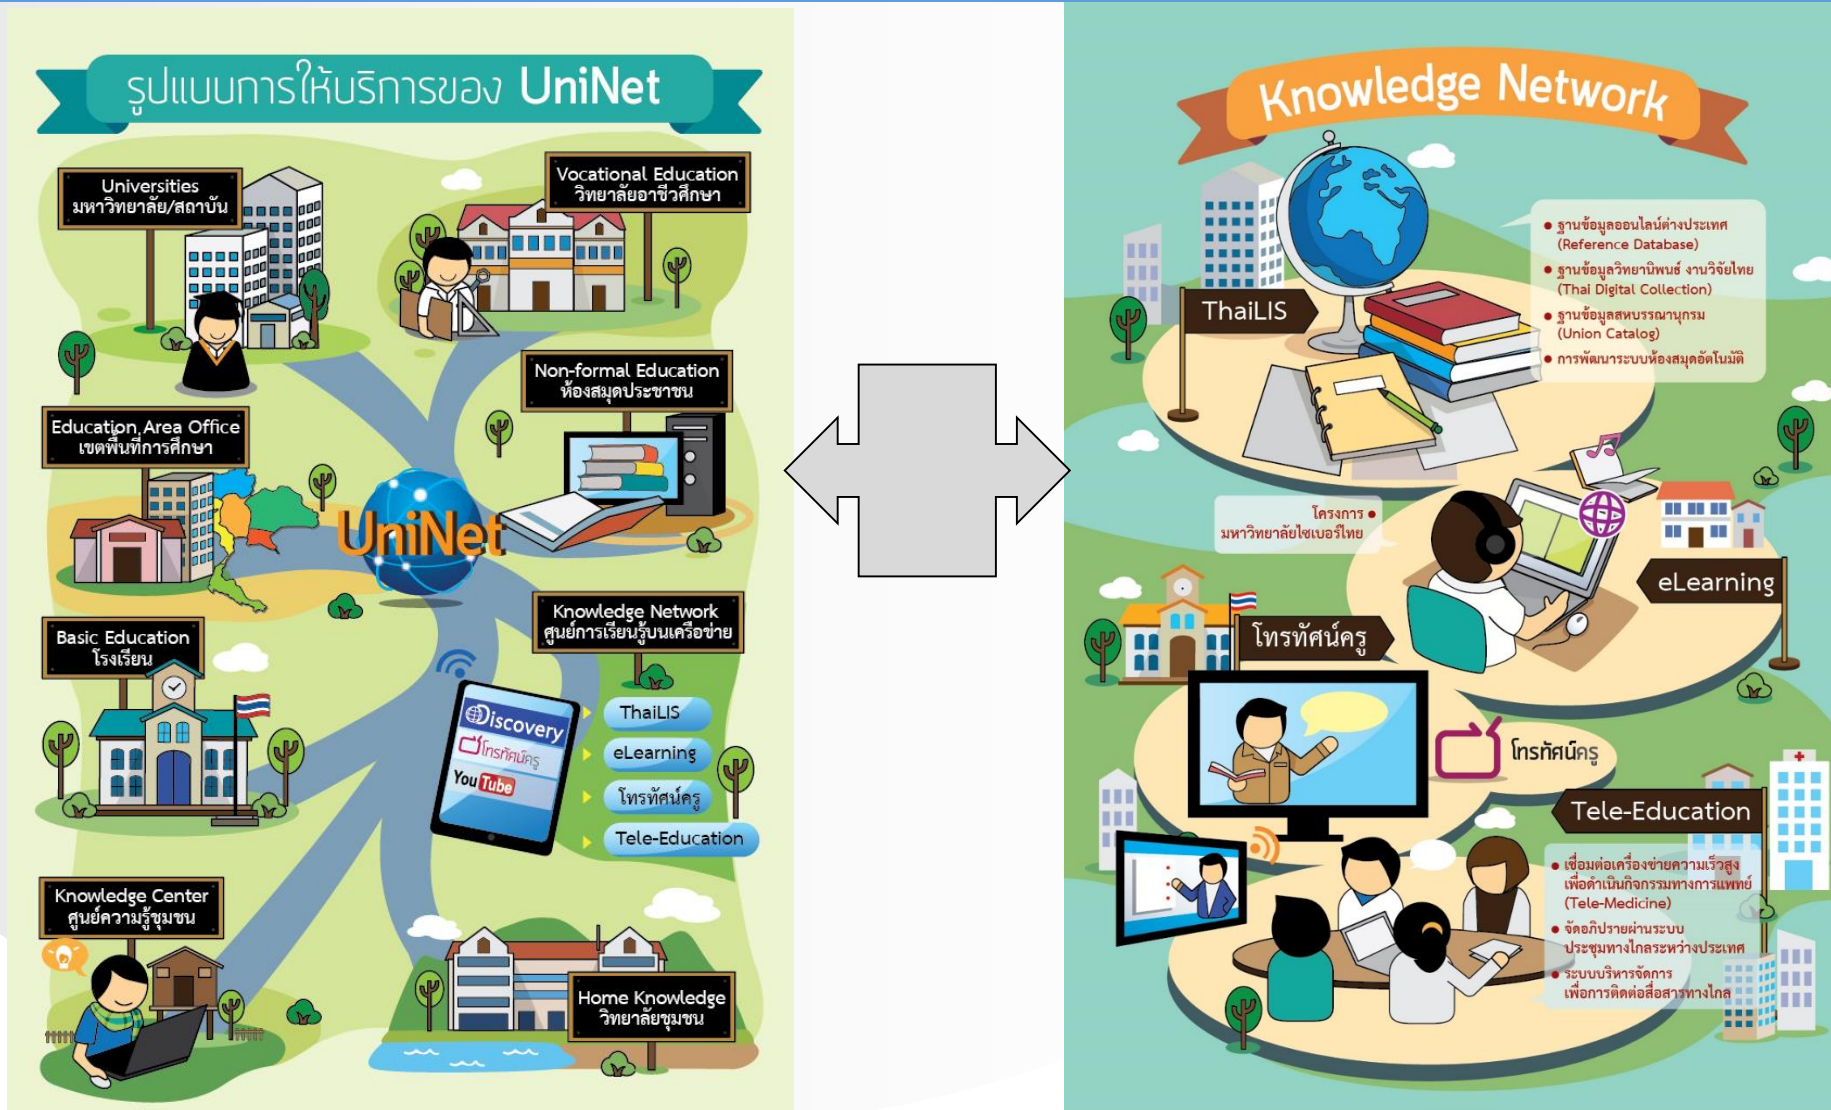 รูปแบบการให้บริการของ UniNet
Universities
มหาวิทยาลัย/สถาบัน
Vocational Education
วิทยาลัยอาชีวศึกษา
Non-formal Education
ห้องสมุดประชาชน
Education Area Office
เขตพื้นที่การศึกษา
UniNet
Knowledge Network
ศูนย์การเรียนรู้บนเครือข่าย
Basic Education
โรงเรียน
Discovery
โทรทัศน์ครู
You Tube
ThaiLIS
eLearning
โทรทัศน์ครู
Tele-Education
Knowledge Center
ศูนย์ความรู้ชุมชน
Home Knowledge
วิทยาลัยชุมชน
Knowledge Network
ThaiLIS
• ฐานข้อมูลออนไลน์ต่างประเทศ
(Reference Database)
• ฐานข้อมูลวิทยานิพนธ์ งานวิจัยไทย
(Thai Digital Collection)
• ฐานข้อมูลสหบรรณานุกรม
(Union Catalog)
• การพัฒนาระบบห้องสมุดอัตโนมัติ
โครงการ •
มหาวิทยาลัยไซเบอร์ไทย
eLearning
โทรทัศน์ครู
โทรทัศน์ครู
Tele-Education
• เชื่อมต่อเครื่องข่ายความเร็วสูง
เพื่อดำเนินกิจกรรมทางการแพทย์
(Tele-Medicine)
• จัดอภิปรายผ่านระบบ
ประชุมทางไกลระหว่างประเทศ
• ระบบบริหารจัดการ
เพื่อการติดต่อสื่อสารทางไกล